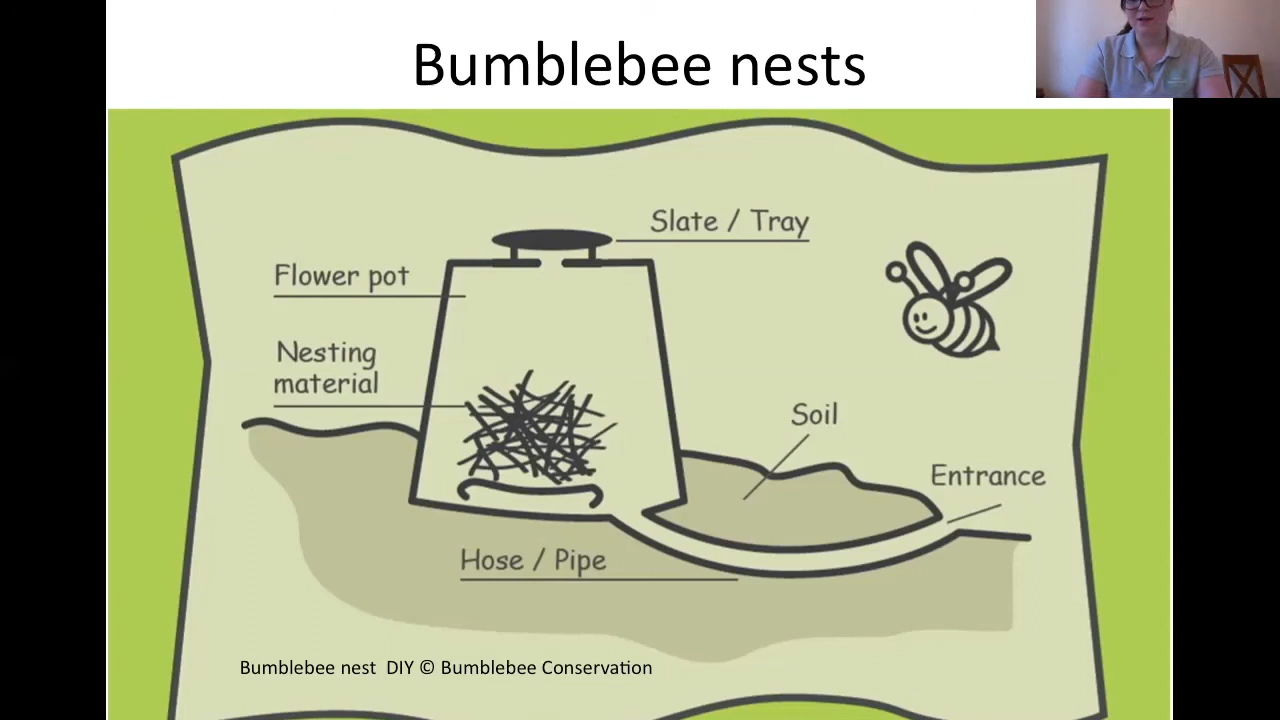 Bumblebee nests
Slate / Tray
Flower pot
Nesting
material
Soil
Entrance
Hose / Pipe
Bumblebee nest  DIY © Bumblebee Conservation